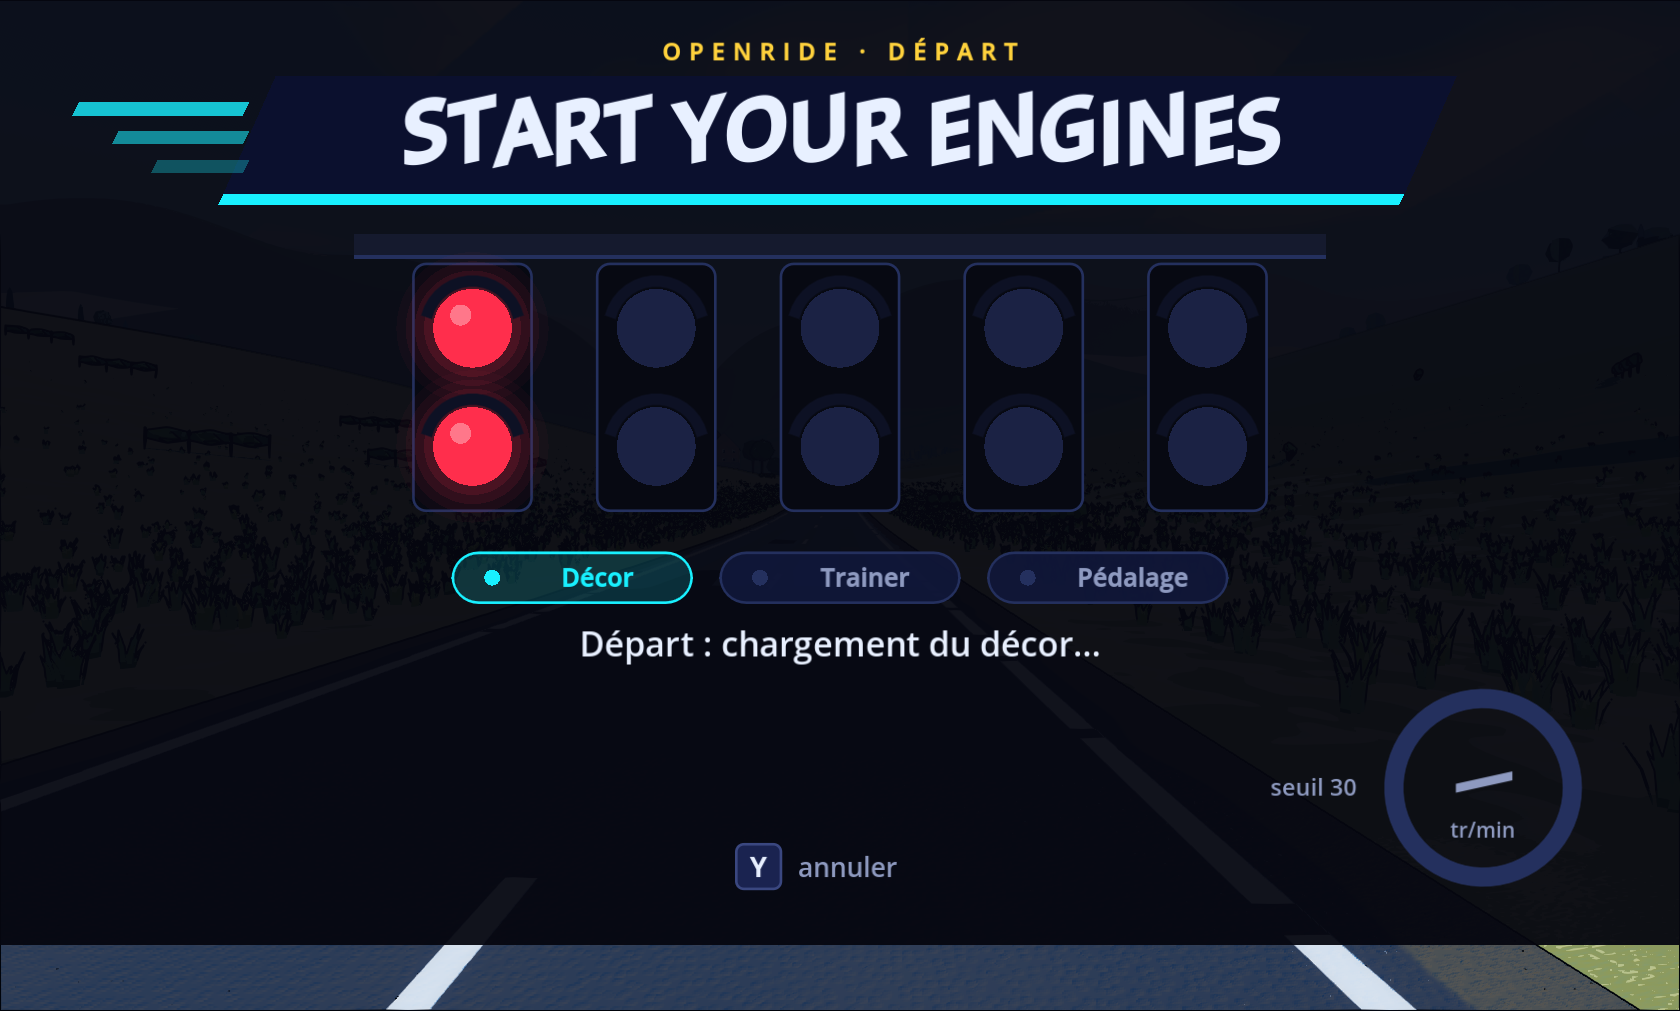 OPENRIDE · DÉPART
START YOUR ENGINES
Décor
Trainer
Pédalage
Départ : chargement du décor...
seuil 30
tr/min
Y annuler